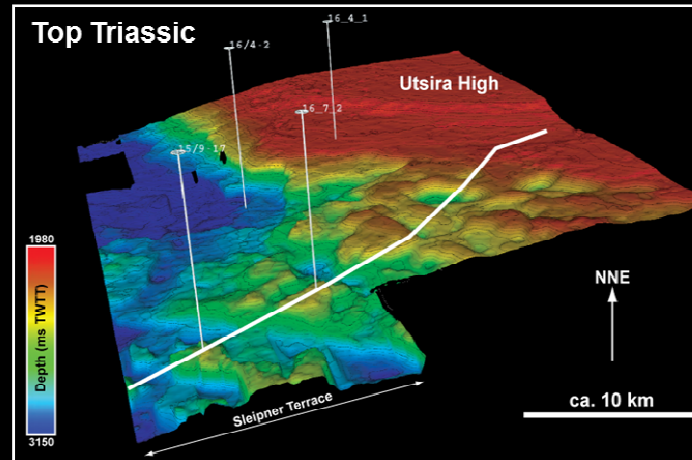 Top Triassic
16/4-2
16_4_1
Utsira High
16_7_2
15/9-17
1980
Depth (ms TWTT)
3150
NNE
ca. 10 km
Sleipner Terrace